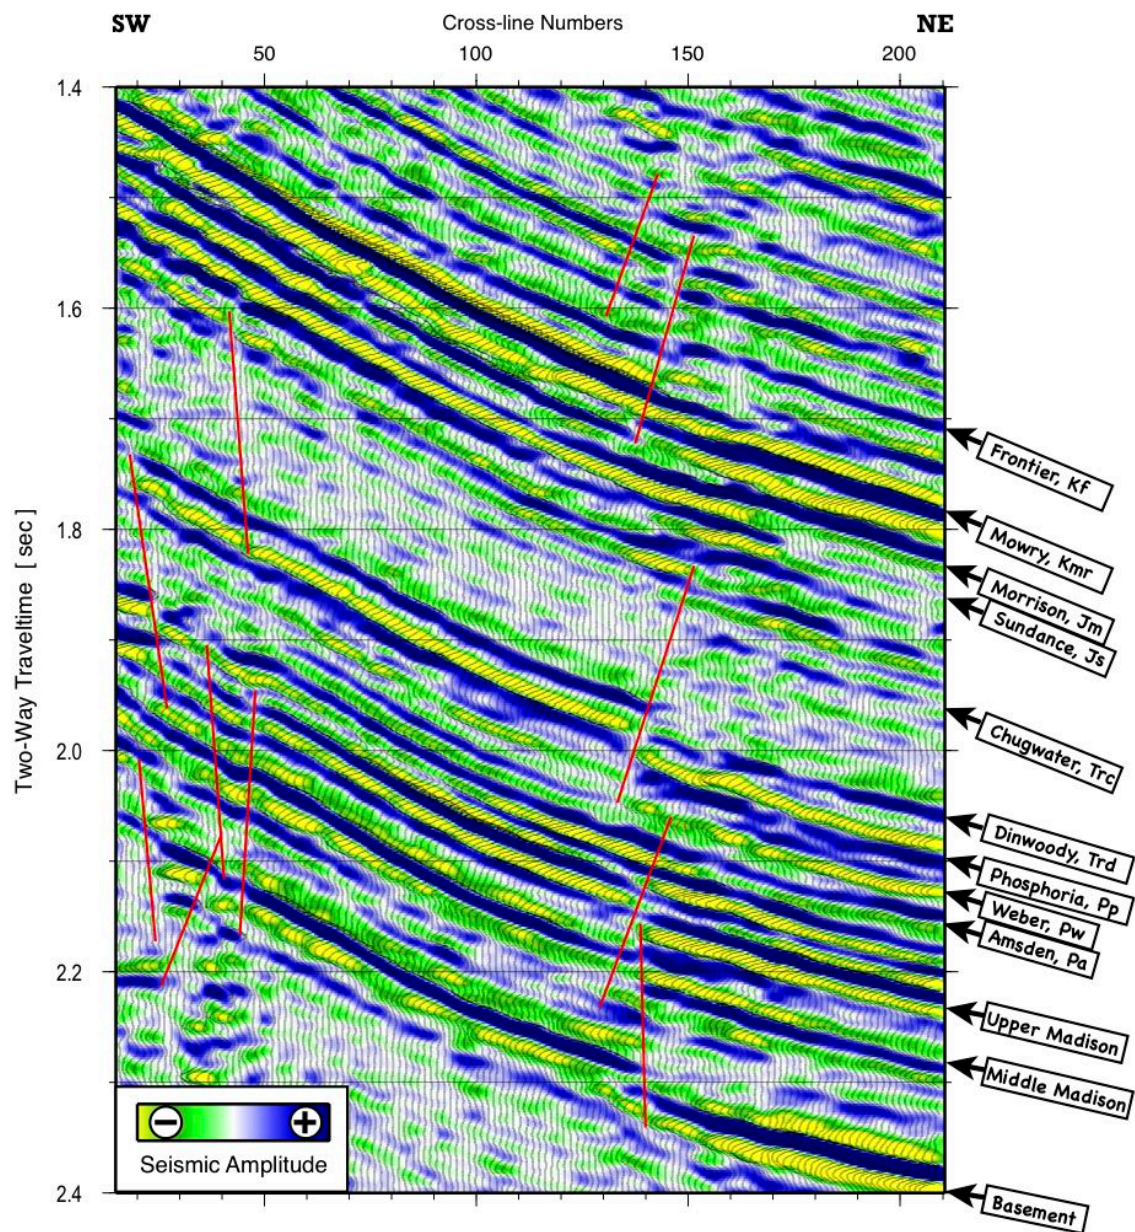 SW Cross-line Numbers NE
50 100 150 200
1.4
1.6
1.8
2.0
2.2
2.4
Two-Way Traveltime [ sec ]
Frontier, Kf
Mowry, Kmr
Morrison, Jm
Sundance, Js
Chugwater, Trc
Dinwoody, Trd
Phosphoria, Pp
Weber, Pw
Amsden, Pa
Upper Madison
Middle Madison
Basement
− +
Seismic Amplitude